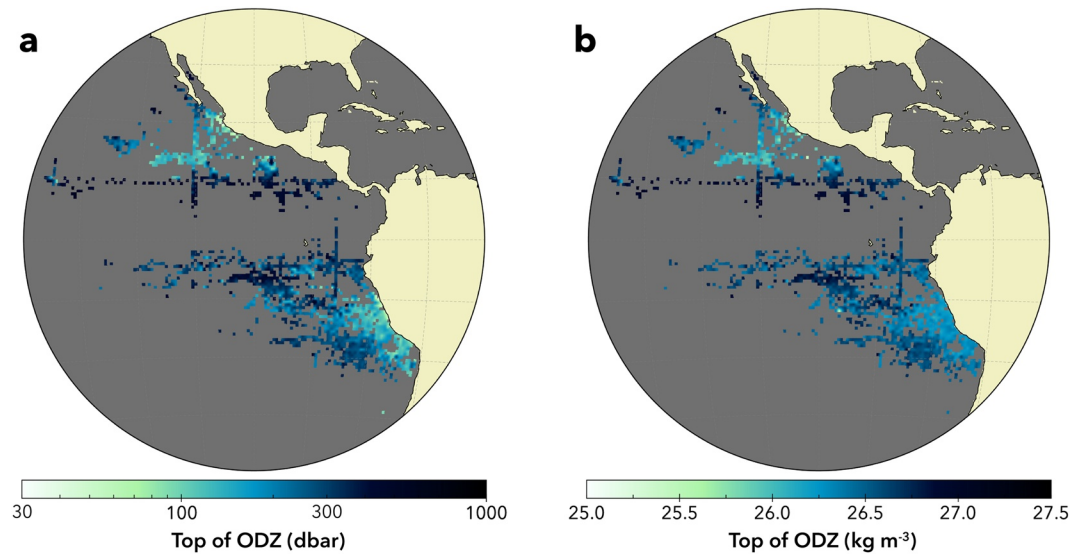 a
b
30 100 300 1000
Top of ODZ (dbar)
25.0 25.5 26.0 26.5 27.0 27.5
Top of ODZ (kg m⁻³)